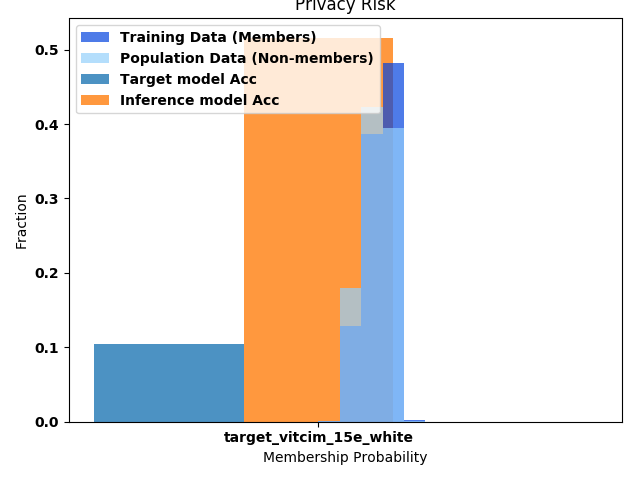 Privacy Risk
Training Data (Members)
Population Data (Non-members)
Target model Acc
Inference model Acc
0.5
0.4
0.3
0.2
0.1
0.0
Fraction
target_vitcim_15e_white
Membership Probability